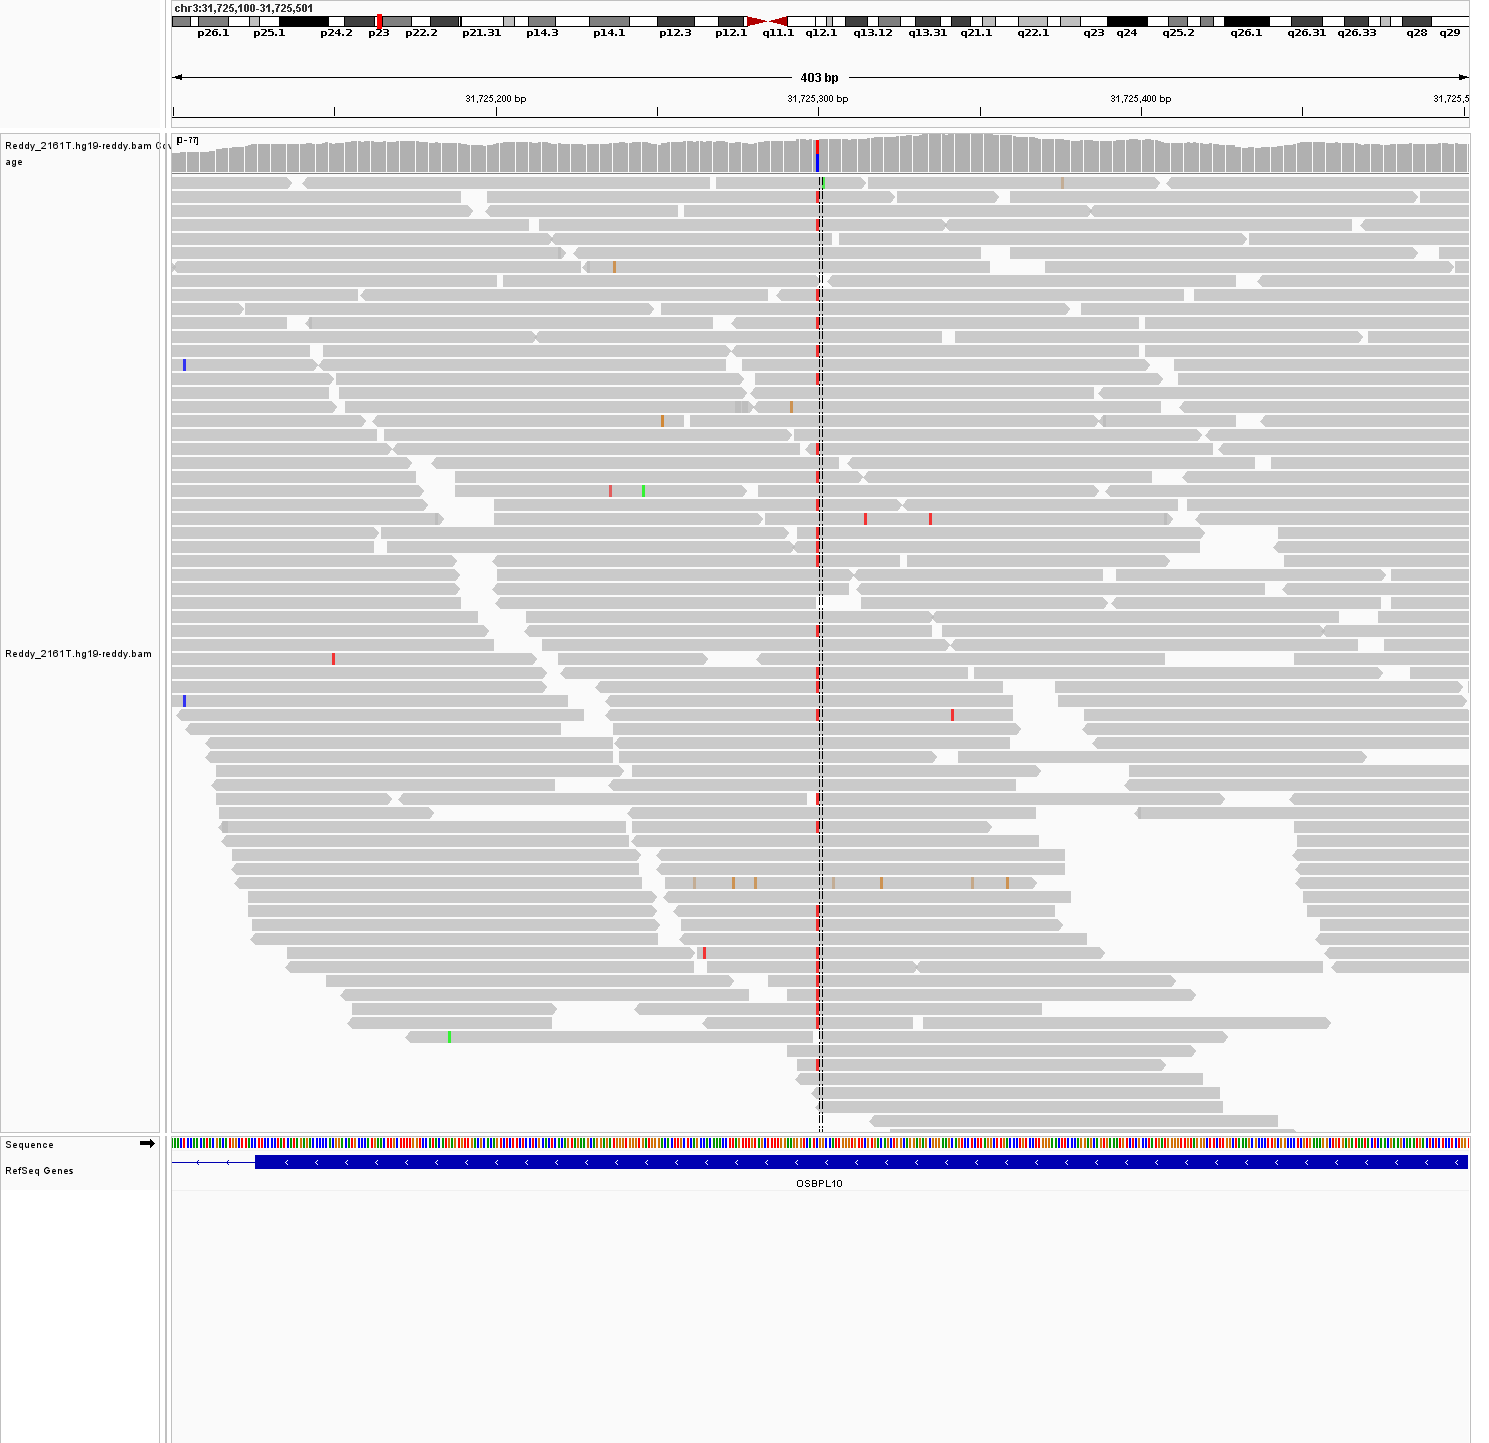 chr3:31,725,100-31,725,501
p26.1 p25.1 p24.2 p23 p22.2 p21.31 p14.3 p14.1 p12.3 p12.1 q11.1 q12.1 q13.12 q13.31 q21.1 q22.1 q23 q24 q25.2 q26.1 q26.31 q26.33 q28 q29
403 bp
31,725,200 bp 31,725,300 bp 31,725,400 bp 31,725,5
Reddy_2161T.hg19-reddy.bam Cov
age
[0-77]
Reddy_2161T.hg19-reddy.bam
Sequence
RefSeq Genes
OSBPL10